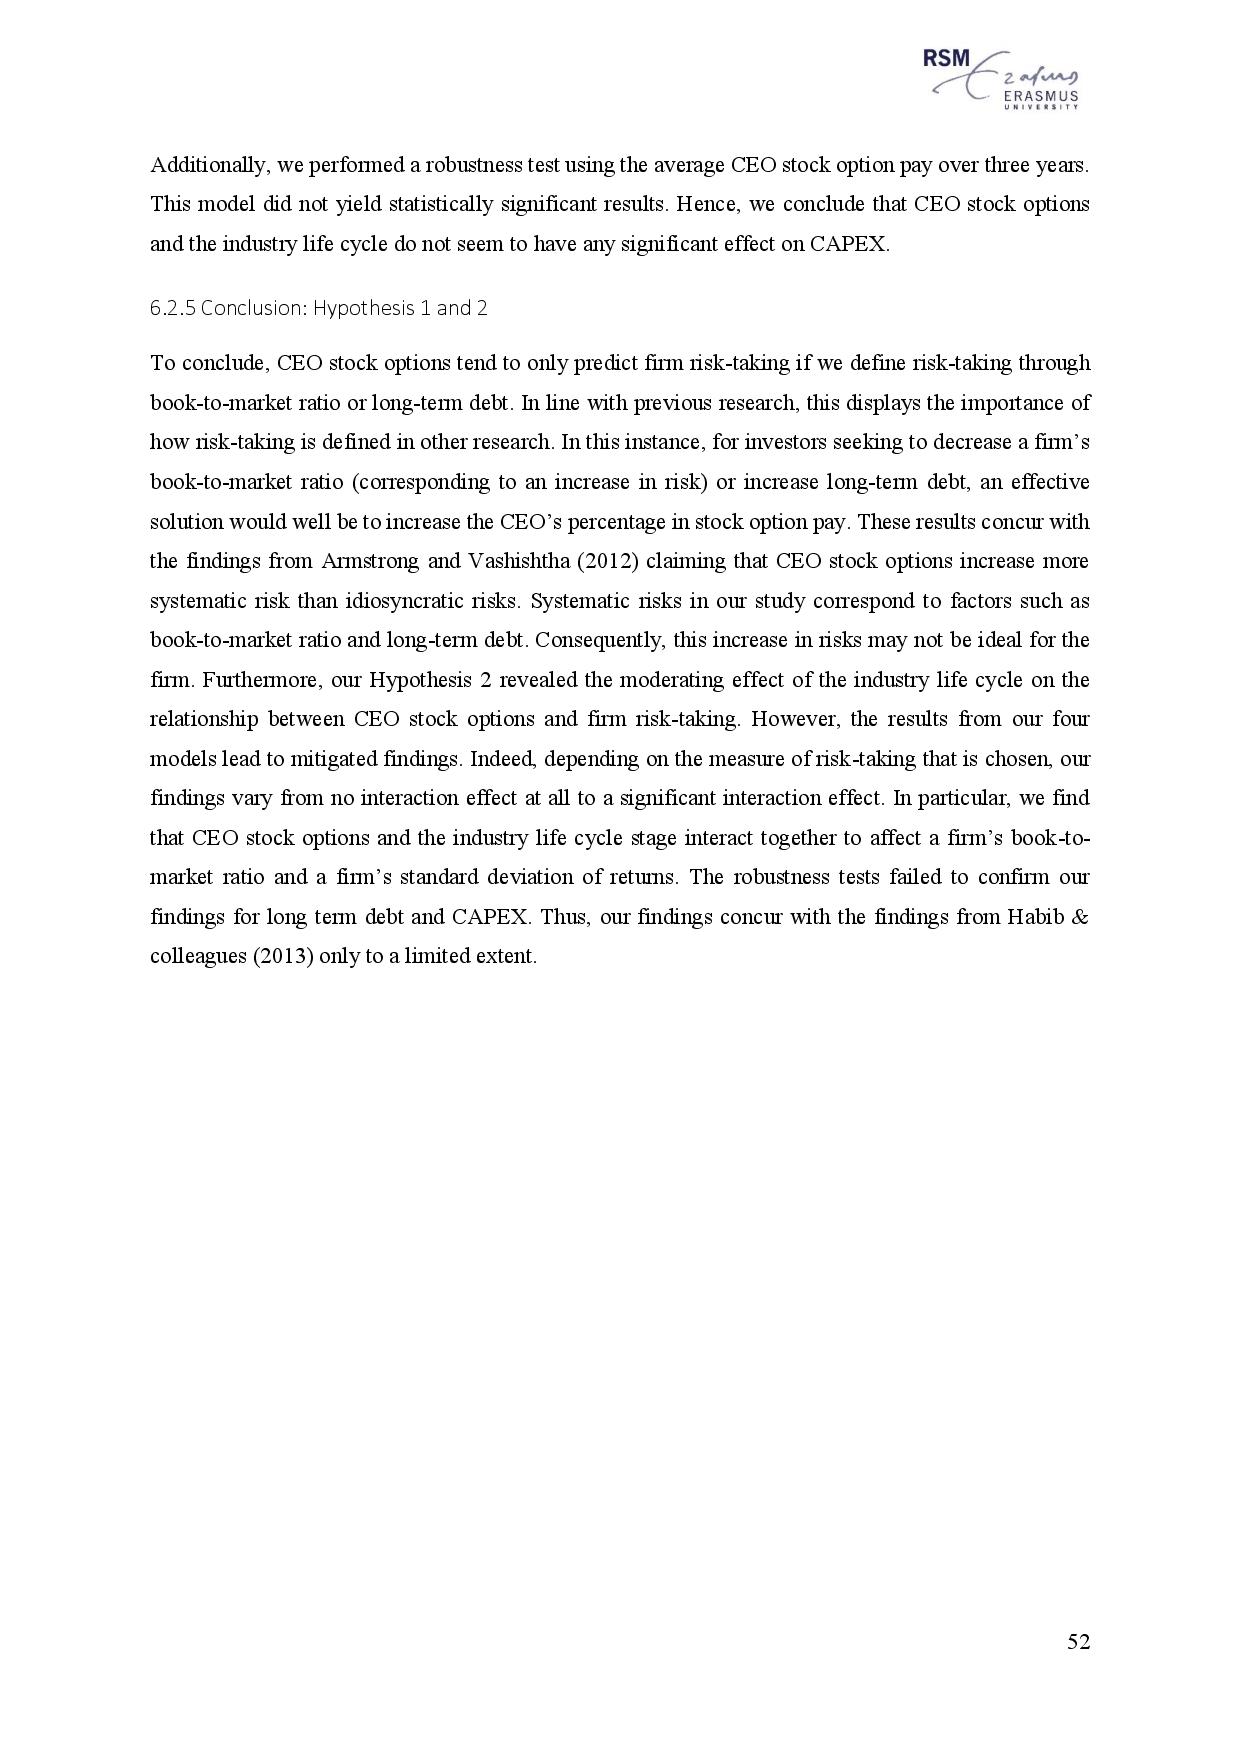 RSM
Erasmus
ERASMUS
UNIVERSITY
Additionally, we performed a robustness test using the average CEO stock option pay over three years.
This model did not yield statistically significant results. Hence, we conclude that CEO stock options
and the industry life cycle do not seem to have any significant effect on CAPEX.
6.2.5 Conclusion: Hypothesis 1 and 2
To conclude, CEO stock options tend to only predict firm risk-taking if we define risk-taking through
book-to-market ratio or long-term debt. In line with previous research, this displays the importance of
how risk-taking is defined in other research. In this instance, for investors seeking to decrease a firm’s
book-to-market ratio (corresponding to an increase in risk) or increase long-term debt, an effective
solution would well be to increase the CEO’s percentage in stock option pay. These results concur with
the findings from Armstrong and Vashishtha (2012) claiming that CEO stock options increase more
systematic risk than idiosyncratic risks. Systematic risks in our study correspond to factors such as
book-to-market ratio and long-term debt. Consequently, this increase in risks may not be ideal for the
firm. Furthermore, our Hypothesis 2 revealed the moderating effect of the industry life cycle on the
relationship between CEO stock options and firm risk-taking. However, the results from our four
models lead to mitigated findings. Indeed, depending on the measure of risk-taking that is chosen, our
findings vary from no interaction effect at all to a significant interaction effect. In particular, we find
that CEO stock options and the industry life cycle stage interact together to affect a firm’s book-to-
market ratio and a firm’s standard deviation of returns. The robustness tests failed to confirm our
findings for long term debt and CAPEX. Thus, our findings concur with the findings from Habib &
colleagues (2013) only to a limited extent.
52